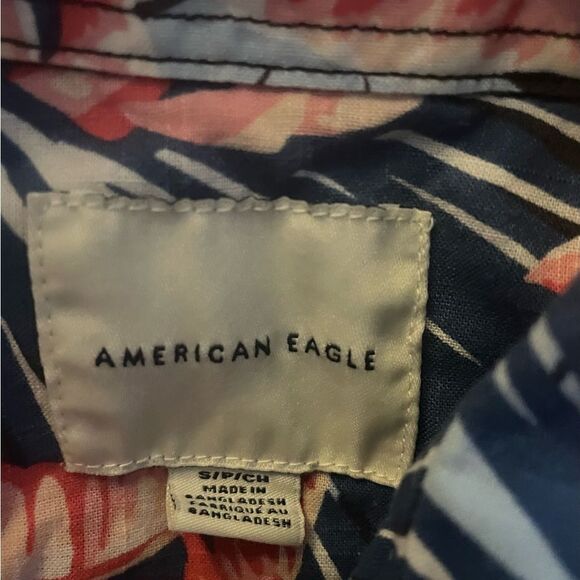 AMERICAN EAGLE
S/P/CH
MADE IN
BANGLADESH
FABRIQUÉ AU
BANGLADESH